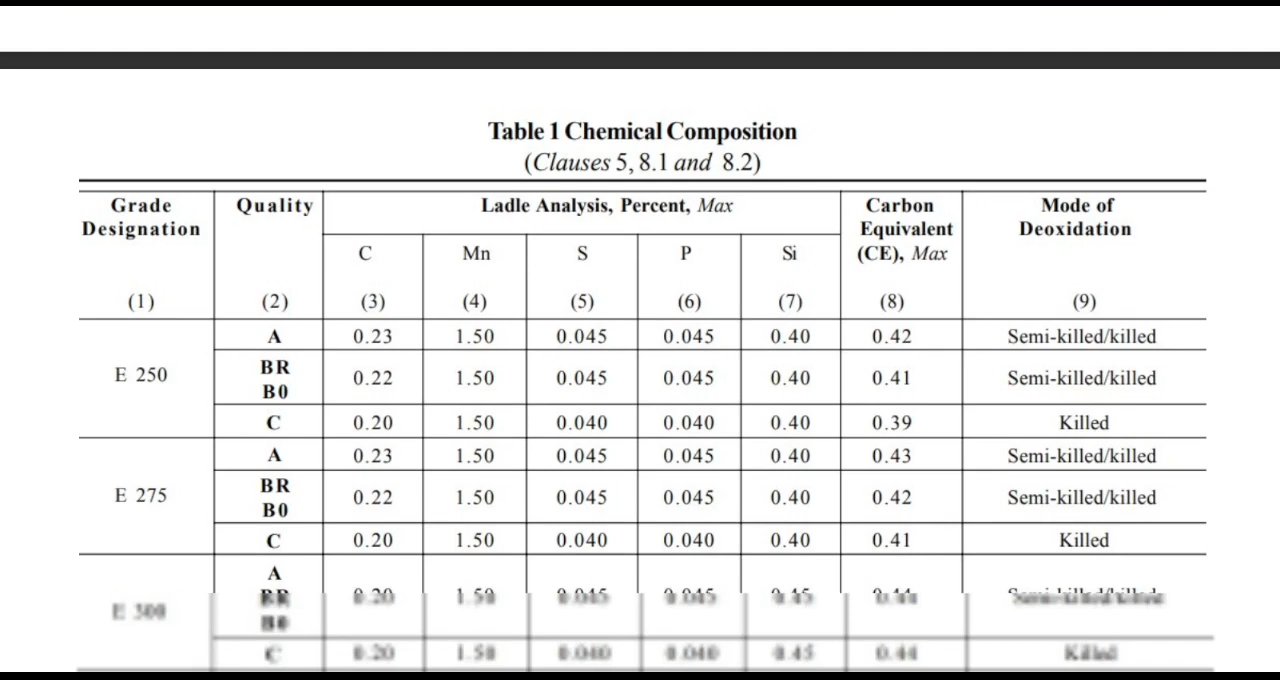 Table 1 Chemical Composition
(Clauses 5, 8.1 and 8.2)
Grade Designation Quality Ladle Analysis, Percent, Max Carbon Equivalent (CE), Max Mode of Deoxidation
C Mn S P Si
(1) (2) (3) (4) (5) (6) (7) (8) (9)
E 250 A 0.23 1.50 0.045 0.045 0.40 0.42 Semi-killed/killed
BR B0 0.22 1.50 0.045 0.045 0.40 0.41 Semi-killed/killed
C 0.20 1.50 0.040 0.040 0.40 0.39 Killed
E 275 A 0.23 1.50 0.045 0.045 0.40 0.43 Semi-killed/killed
BR B0 0.22 1.50 0.045 0.045 0.40 0.42 Semi-killed/killed
C 0.20 1.50 0.040 0.040 0.40 0.41 Killed
A
BR